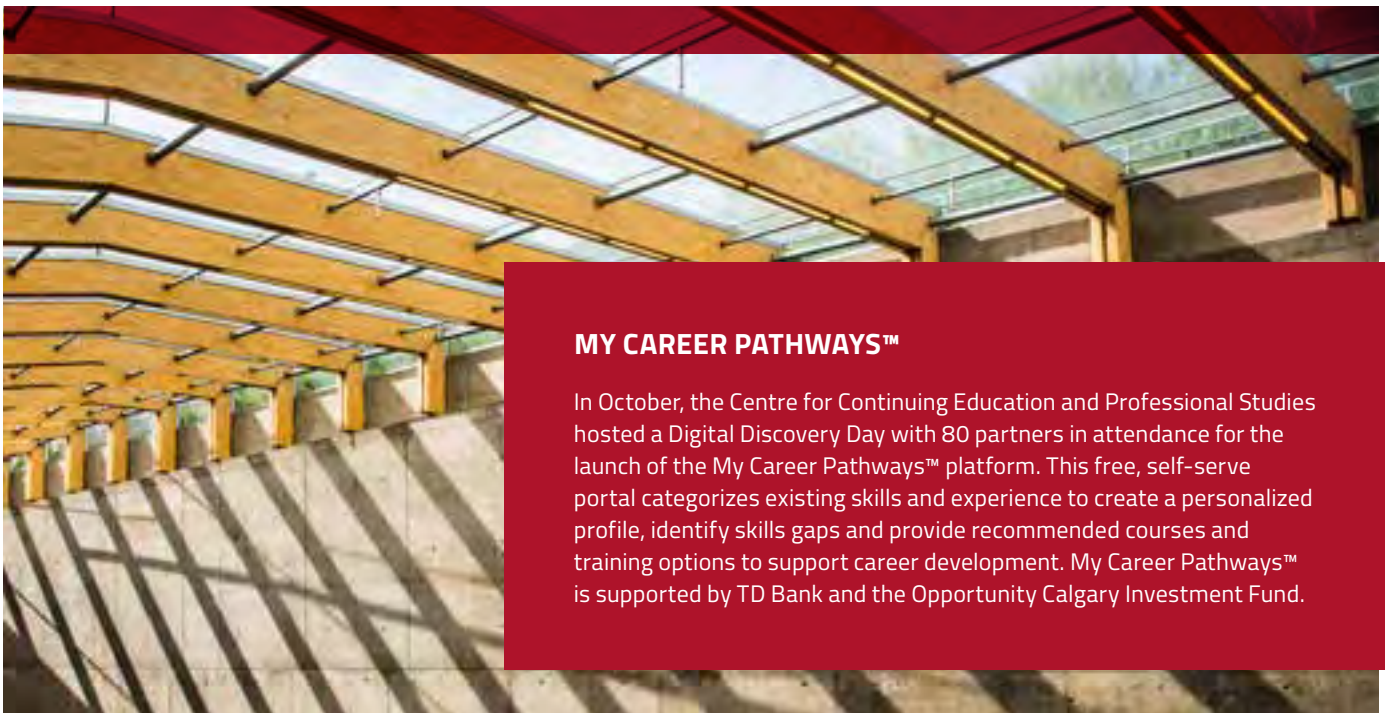 MY CAREER PATHWAYS™
In October, the Centre for Continuing Education and Professional Studies
hosted a Digital Discovery Day with 80 partners in attendance for the
launch of the My Career Pathways™ platform. This free, self-serve
portal categorizes existing skills and experience to create a personalized
profile, identify skills gaps and provide recommended courses and
training options to support career development. My Career Pathways™
is supported by TD Bank and the Opportunity Calgary Investment Fund.